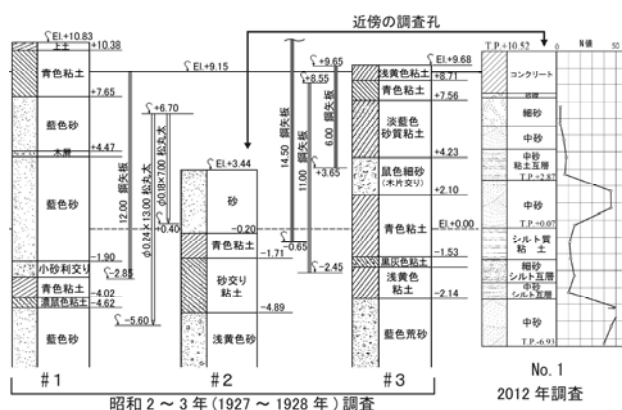 近傍の調査孔
El.+10.83
上土
+10.38
青色粘土
+7.65
藍色砂
木層
+4.47
藍色砂
-1.90
小砂利交り
-2.85
青色粘土
-4.02
濃鼠色粘土
-4.62
藍色砂
#1
12.00 鋼矢板
φ0.24×13.00 松丸太
-5.60
+6.70
φ0.18×7.00 松丸太
+0.40
El.+9.15
El.+3.44
砂
-0.20
青色粘土
-1.71
砂交り
粘土
-4.89
浅黄色砂
#2
14.50 鋼矢板
-0.65
+8.55
11.00 鋼矢板
-2.45
+9.65
6.00 鋼矢板
+3.65
El.+9.68
浅黄色粘土
+8.71
青色粘土
+7.56
淡藍色
砂質粘土
+4.23
鼠色細砂
(木片交り)
+2.10
青色粘土
El.+0.00
-1.53
黒灰色粘土
浅黄色
粘土
-2.14
藍色荒砂
#3
昭和2～3年(1927～1928年)調査
T.P.+10.52
N値
0
50
コンクリート
細砂
中砂
中砂
粘土互層
T.P.+2.87
中砂
T.P.+0.07
シルト質
粘土
細砂
シルト互層
中砂
シルト互層
中砂
T.P.-6.93
No.1
2012年調査